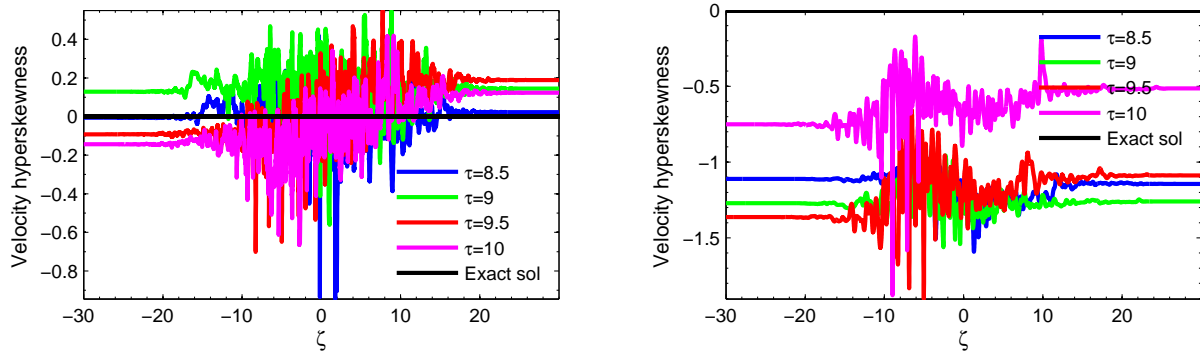 0.4
0.2
0
−0.2
−0.4
−0.6
−0.8
Velocity hyperskewness
τ=8.5
τ=9
τ=9.5
τ=10
Exact sol
−30 −20 −10 0 10 20
ζ
0
−0.5
−1
−1.5
Velocity hyperskewness
τ=8.5
τ=9
τ=9.5
τ=10
Exact sol
−30 −20 −10 0 10 20 30
ζ